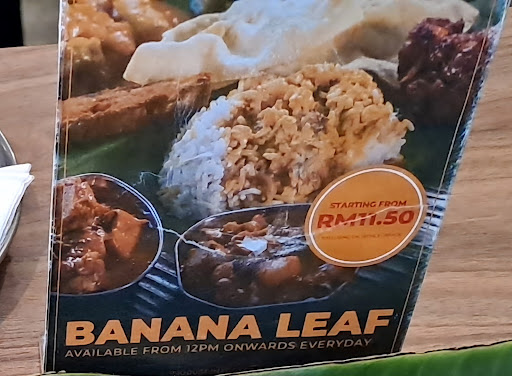 STARTING FROM
RM11.50
BANANA LEAF
AVAILABLE FROM 12PM ONWARDS EVERYDAY